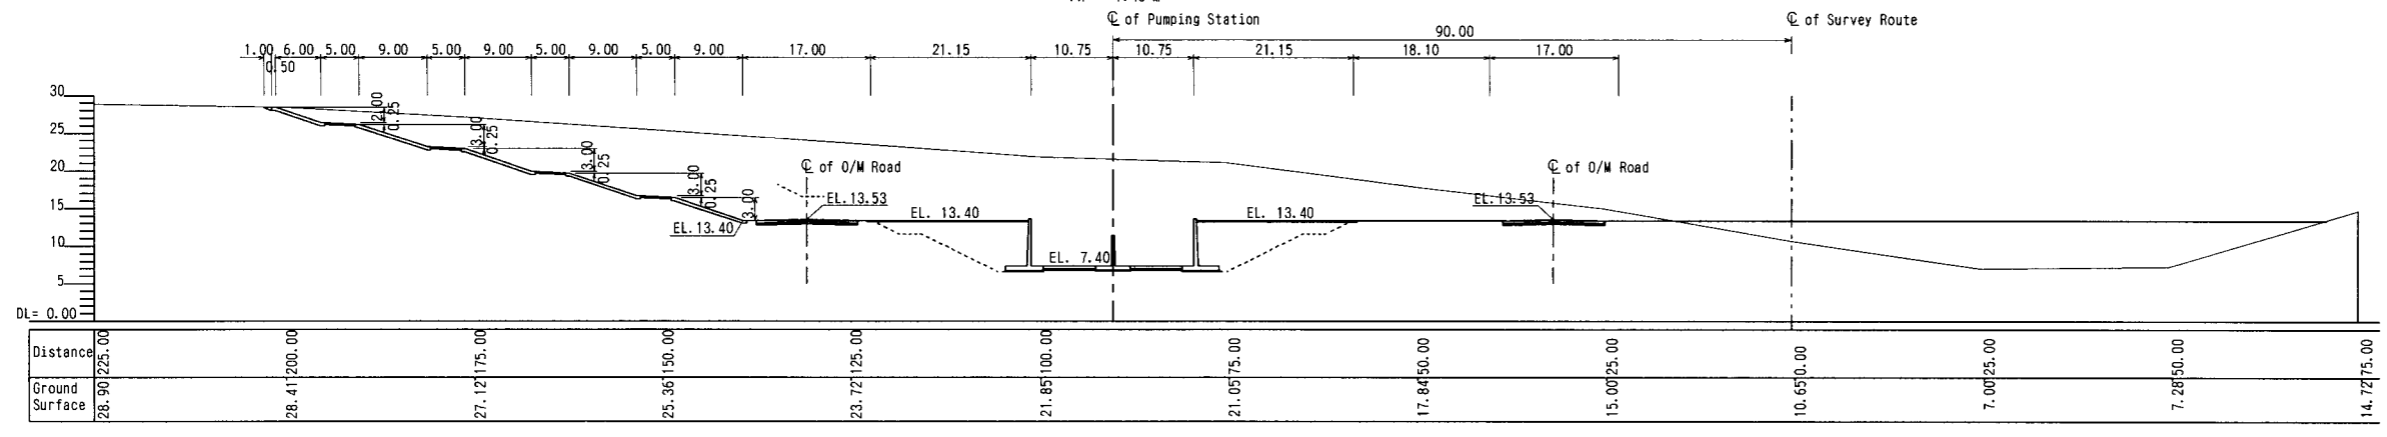 ℄ of Pumping Station
℄ of Survey Route
90.00
1.00 6.00 5.00 9.00 5.00 9.00 5.00 9.00 5.00 9.00 17.00 21.15 10.75 10.75 21.15 18.10 17.00
0.50
30
25
20
15
10
5
DL= 0.00
2.00
0.25
3.00
0.25
3.00
0.25
3.00
0.25
3.00
℄ of O/M Road
℄ of O/M Road
EL.13.53
EL.13.53
EL. 13.40
EL. 13.40
EL.13.40
EL. 7.40
Distance 225.00 200.00 175.00 150.00 125.00 100.00 75.00 50.00 25.00 0.00 25.00 50.00 75.00
Ground Surface 28.90 28.41 27.12 25.36 23.72 21.85 21.05 17.84 15.00 10.65 7.00 7.28 14.72